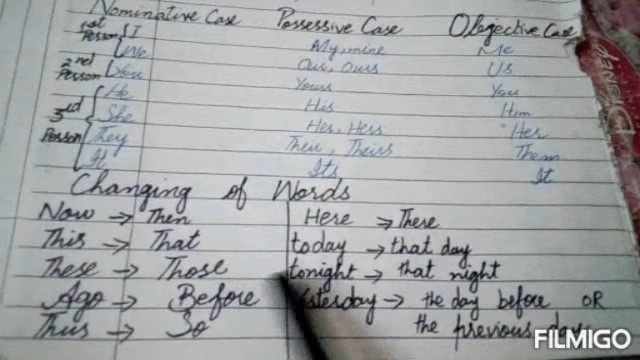 Nominative Case Possessive Case Obegective Case
1st Person I My, mine Me
We Our, Ours Us
2nd Person You Yours You
3rd Person He His Him
She Her, Hers Her
They Their, Theirs Them
It Its It
Changing of Words
Now → Then Here → There
This → That today → that day
These → Those tonight → that night
Ago → Before yesterday → the day before OR
Thus → So the previous day
FILMIGO